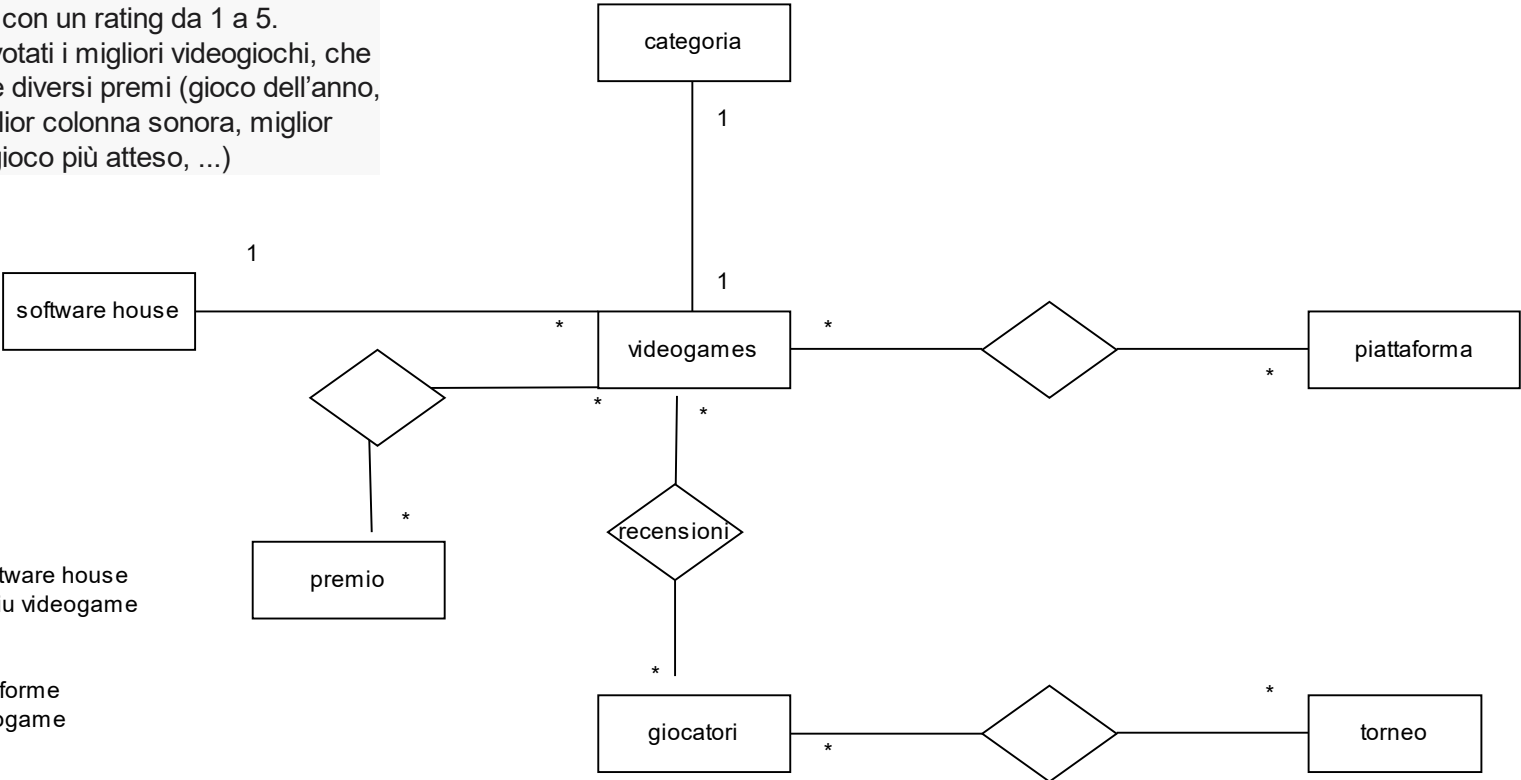 con un rating da 1 a 5.
votati i migliori videogiochi, che
e diversi premi (gioco dell'anno,
lior colonna sonora, miglior
gioco più atteso, ...)
categoria
1
1
1
software house
*
videogames
*
*
piattaforma
*
*
*
premio
recensioni
*
tware house
iu videogame
forme
ogame
giocatori
*
*
torneo